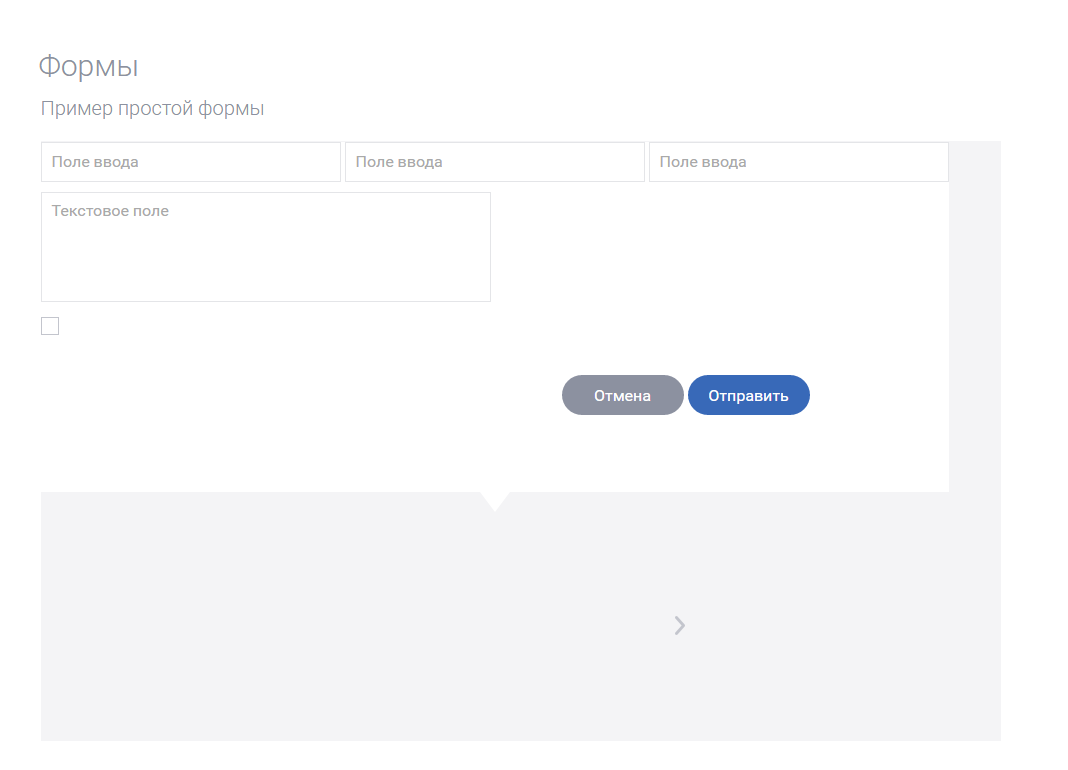 Формы
Пример простой формы
Поле ввода Поле ввода Поле ввода
Текстовое поле
Отмена Отправить